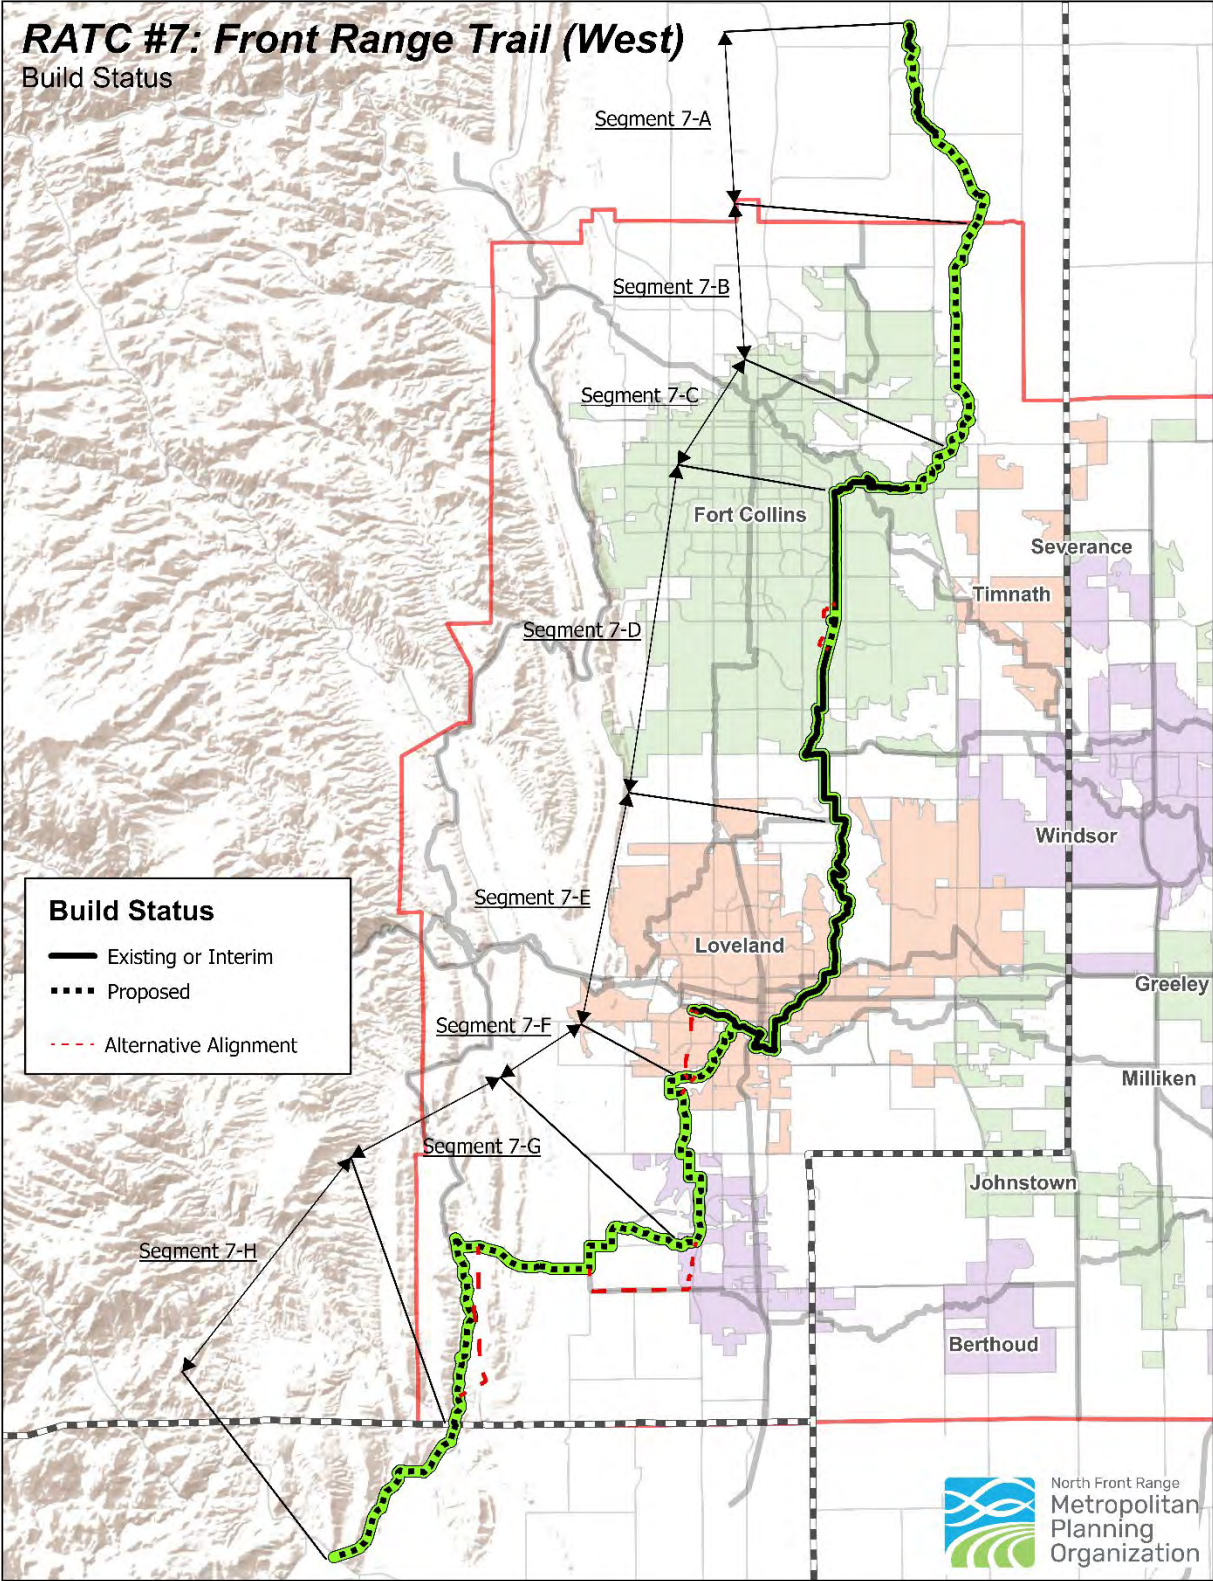 RATC #7: Front Range Trail (West)
Build Status
Segment 7-A
Segment 7-B
Segment 7-C
Fort Collins
Severance
Timnath
Segment 7-D
Windsor
Segment 7-E
Build Status
Existing or Interim
Proposed
Alternative Alignment
Loveland
Greeley
Segment 7-F
Milliken
Segment 7-G
Johnstown
Segment 7-H
Berthoud
North Front Range
Metropolitan
Planning
Organization